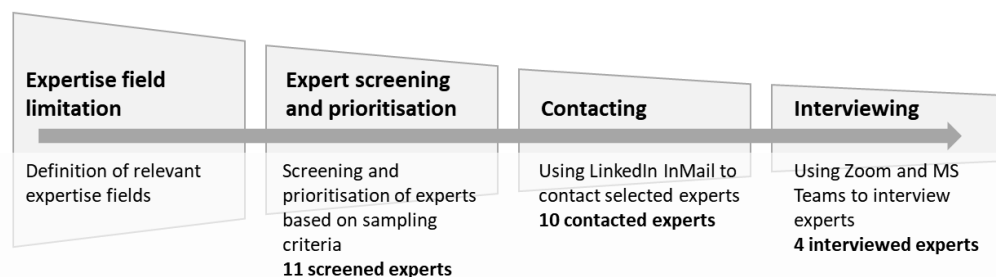 Expertise field
limitation
Definition of relevant
expertise fields
Expert screening
and prioritisation
Screening and
prioritisation of experts
based on sampling
criteria
11 screened experts
Contacting
Using LinkedIn InMail to
contact selected experts
10 contacted experts
Interviewing
Using Zoom and MS
Teams to interview
experts
4 interviewed experts